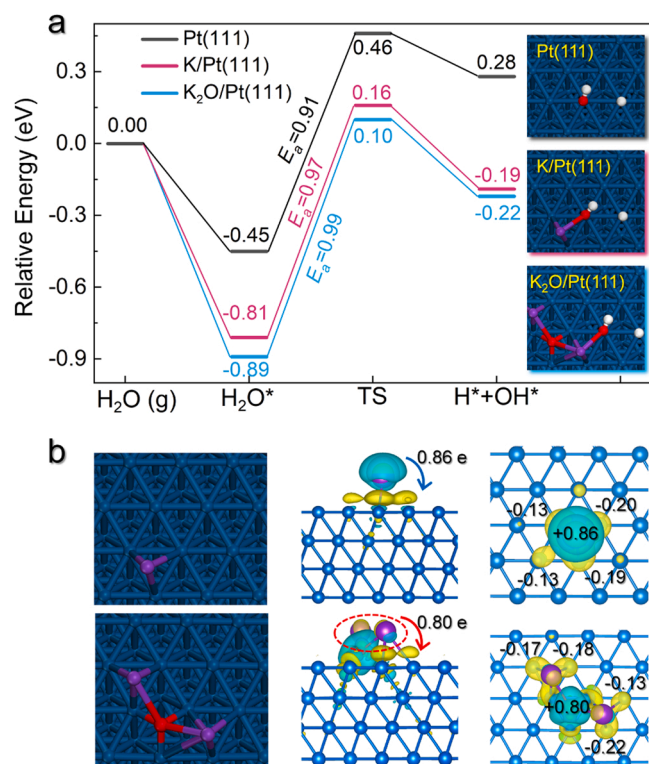 a
Pt(111)
K/Pt(111)
K₂O/Pt(111)
Relative Energy (eV)
0.3
0.0
-0.3
-0.6
-0.9
0.00
-0.45
-0.81
-0.89
Eₐ=0.91
Eₐ=0.97
Eₐ=0.99
0.46
0.16
0.10
0.28
-0.19
-0.22
H₂O (g)
H₂O*
TS
H*+OH*
Pt(111)
K/Pt(111)
K₂O/Pt(111)
b
0.86 e
-0.13
-0.20
+0.86
-0.13
-0.19
0.80 e
-0.17
-0.18
-0.13
+0.80
-0.22